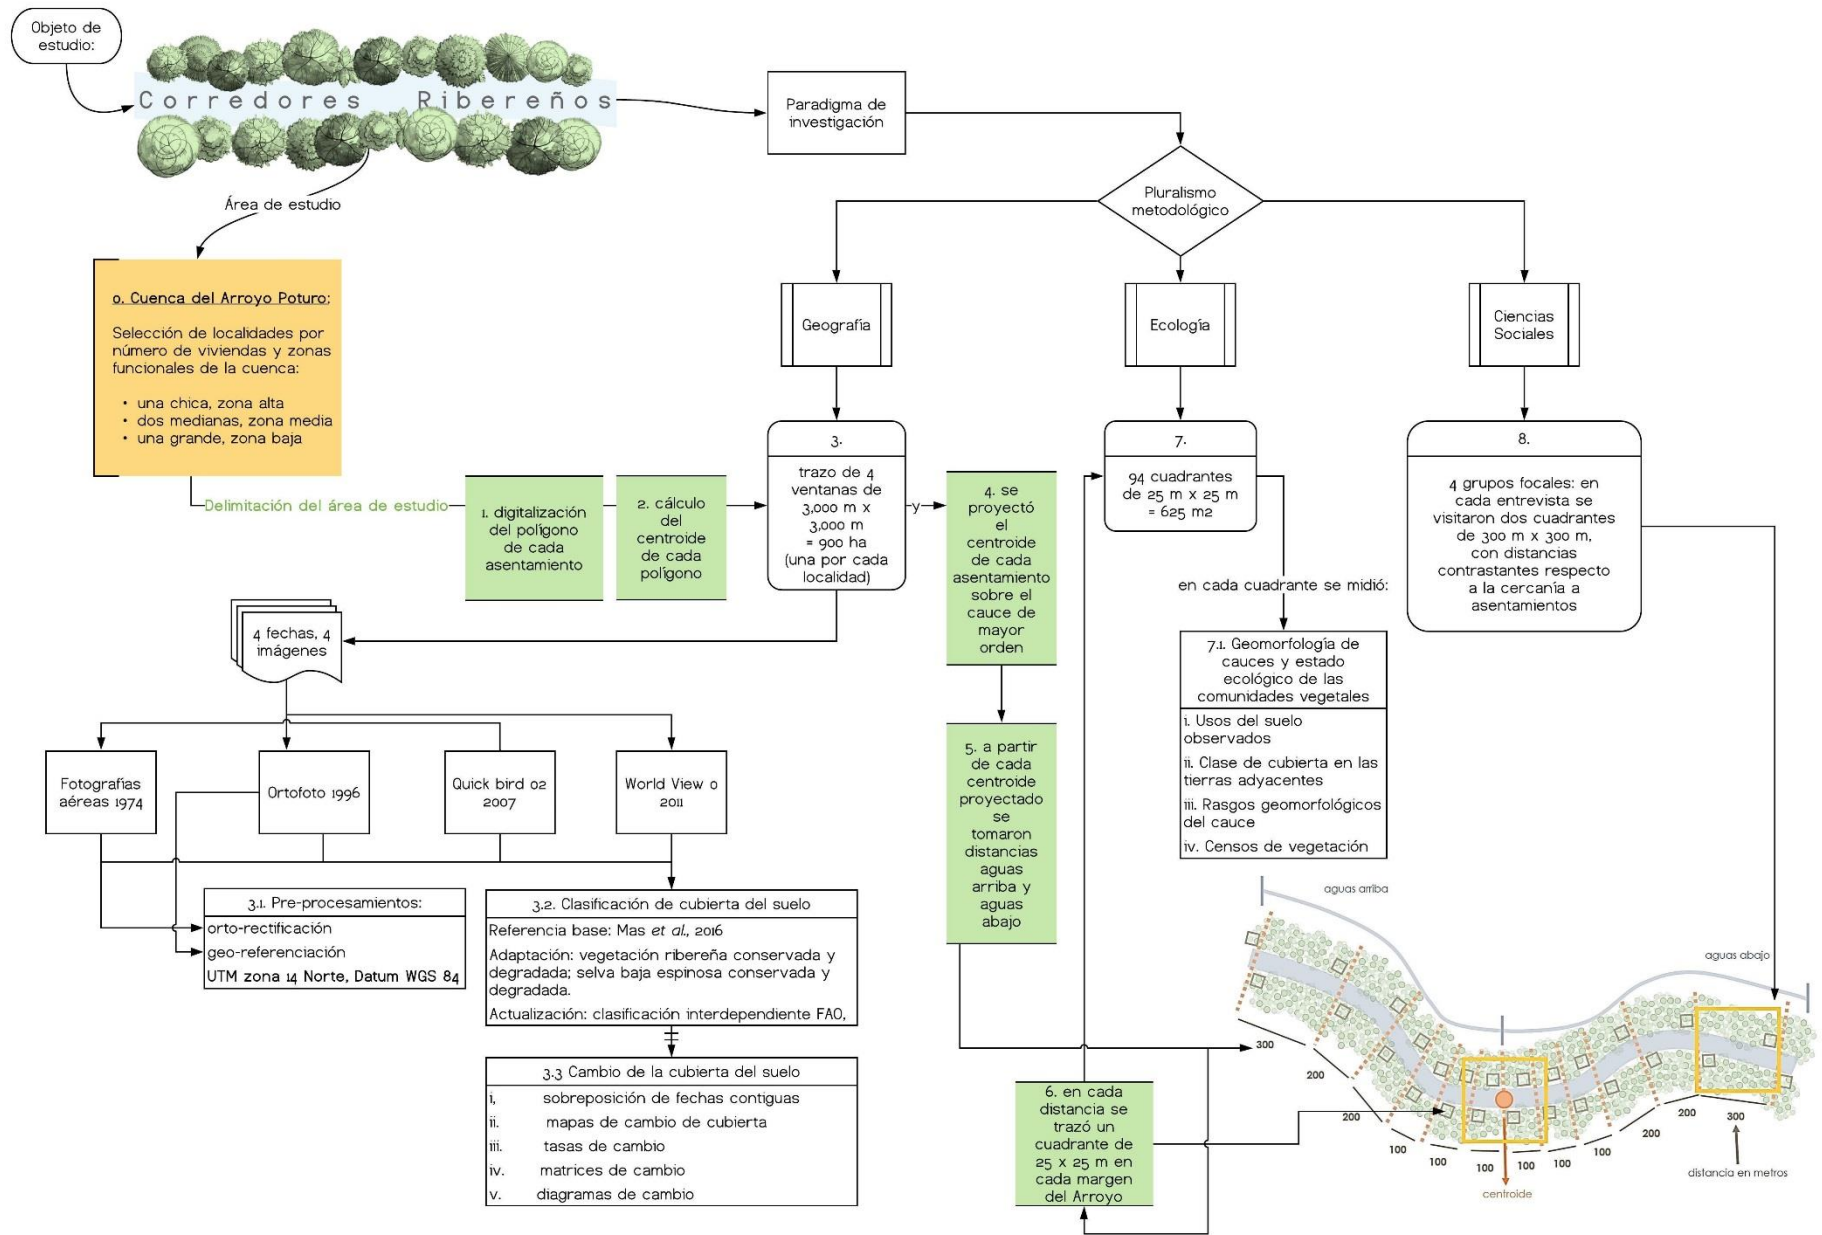 Objeto de
estudio:
Corredores Ribereños
Área de estudio
Paradigma de
investigación
Pluralismo
metodológico
0. Cuenca del Arroyo Poturo:
Selección de localidades por
número de viviendas y zonas
funcionales de la cuenca:
• una chica, zona alta
• dos medianas, zona media
• una grande, zona baja
Delimitación del área de estudio
1. digitalización
del polígono
de cada
asentamiento
2. cálculo
del
centroide
de cada
polígono
Geografía
Ecología
Ciencias
Sociales
3.
trazo de 4
ventanas de
3,000 m x
3,000 m
= 900 ha
(una por cada
localidad)
y
4. se
proyectó
el
centroide
de cada
asentamiento
sobre el
cauce de
mayor
orden
5. a partir
de cada
centroide
proyectado
se
tomaron
distancias
aguas
arriba y
aguas
abajo
6. en cada
distancia se
trazó un
cuadrante de
25 x 25 m en
cada margen
del Arroyo
7.
94 cuadrantes
de 25 m x 25 m
= 625 m2
en cada cuadrante se midió:
7.1. Geomorfología de
cauces y estado
ecológico de las
comunidades vegetales
i. Usos del suelo
observados
ii. Clase de cubierta en las
tierras adyacentes
iii. Rasgos geomorfológicos
del cauce
iv. Censos de vegetación
8.
4 grupos focales: en
cada entrevista se
visitaron dos cuadrantes
de 300 m x 300 m,
con distancias
contrastantes respecto
a la cercanía a
asentamientos
4 fechas, 4
imágenes
Fotografías
aéreas 1974
Ortofoto 1996
Quick bird 02
2007
World View 0
2011
3.1. Pre-procesamientos:
orto-rectificación
geo-referenciación
UTM zona 14 Norte, Datum WGS 84
3.2. Clasificación de cubierta del suelo
Referencia base: Mas et al., 2016
Adaptación: vegetación ribereña conservada y
degradada; selva baja espinosa conservada y
degradada.
Actualización: clasificación interdependiente FAO,
3.3 Cambio de la cubierta del suelo
i, sobreposición de fechas contiguas
ii. mapas de cambio de cubierta
iii. tasas de cambio
iv. matrices de cambio
v. diagramas de cambio
aguas arriba
aguas abajo
300
200
200
100
100
100
100
100
100
200
200
300
centroide
distancia en metros